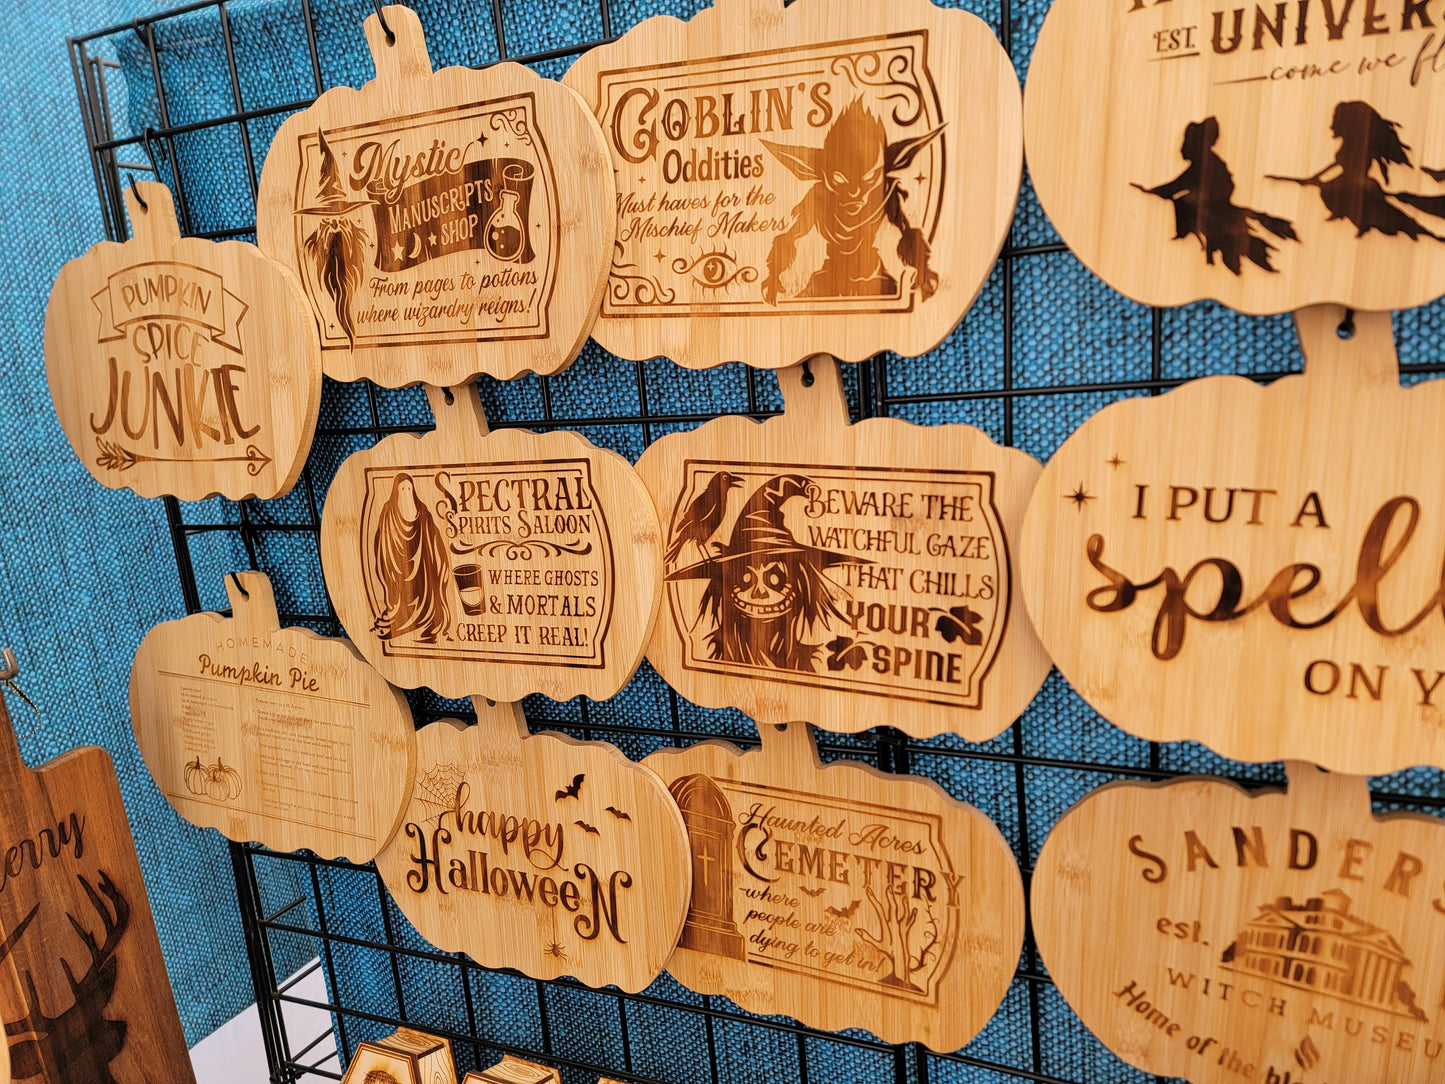 PUMPKIN
SPICE
JUNKIE
Mystic
MANUSCRIPTS
SHOP
From pages to potions
where wizardry reigns!
GOBLIN'S
Oddities
Must haves for the
Mischief Makers
EST. UNIVER
come we fl
SPECTRAL
SPIRITS SALOON
WHERE GHOSTS
& MORTALS
CREEP IT REAL!
BEWARE THE
WATCHFUL GAZE
THAT CHILLS
YOUR
SPINE
I PUT A
spell
ON Y
HOMEMADE
Pumpkin Pie
happy
HalloweeN
Haunted Acres
CEMETERY
where
people are
dying to get in!
SANDERS
est.
WITCH MUSEU
Home of the bl
erry